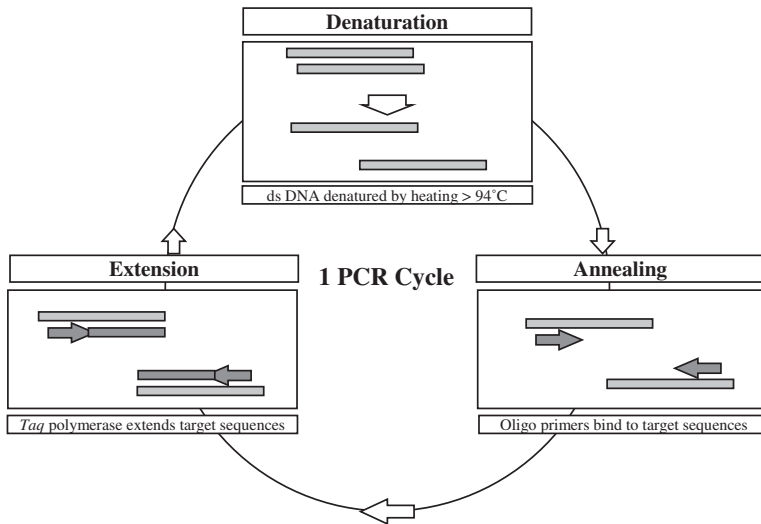 Denaturation
ds DNA denatured by heating > 94˚C
Extension
1 PCR Cycle
Annealing
Taq polymerase extends target sequences
Oligo primers bind to target sequences